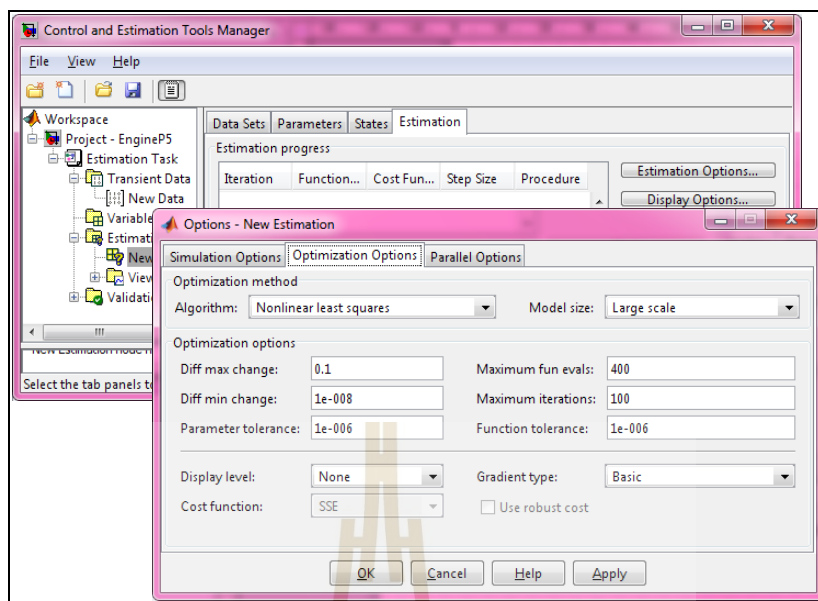 Control and Estimation Tools Manager
File View Help
Workspace
Project - EngineP5
Estimation Task
Transient Data
New Data
Variable
Estimati
New
View
Validatio
Data Sets Parameters States Estimation
Estimation progress
Iteration Function... Cost Fun... Step Size Procedure
Estimation Options...
Display Options...
Select the tab panels to
Options - New Estimation
Simulation Options Optimization Options Parallel Options
Optimization method
Algorithm: Nonlinear least squares Model size: Large scale
Optimization options
Diff max change: 0.1 Maximum fun evals: 400
Diff min change: 1e-008 Maximum iterations: 100
Parameter tolerance: 1e-006 Function tolerance: 1e-006
Display level: None Gradient type: Basic
Cost function: SSE Use robust cost
OK Cancel Help Apply